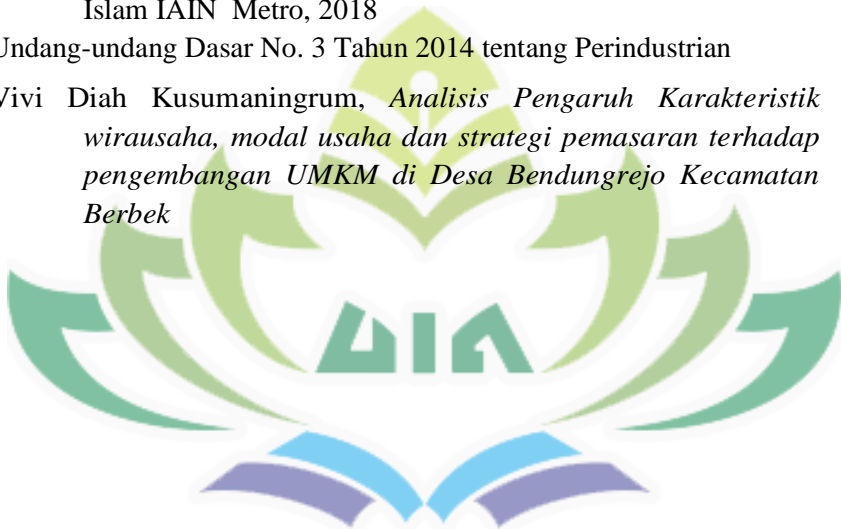 Islam IAIN Metro, 2018
Undang-undang Dasar No. 3 Tahun 2014 tentang Perindustrian
Vivi Diah Kusumaningrum, Analisis Pengaruh Karakteristik
wirausaha, modal usaha dan strategi pemasaran terhadap
pengembangan UMKM di Desa Bendungrejo Kecamatan
Berbek
UIN